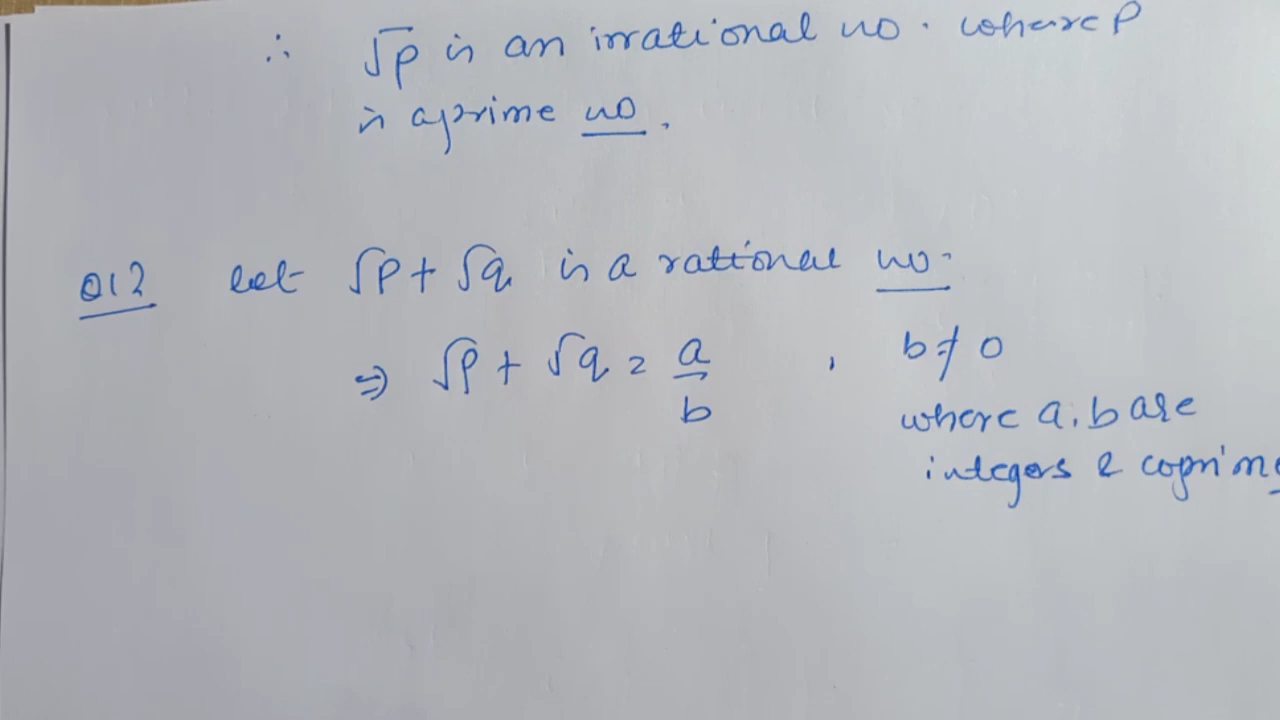 ∴ √p is an irrational no. where p
is a prime no.
Q12 let √p + √q is a rational no.
⇒ √p + √q = a/b , b ≠ 0
where a, b are
integers & coprime